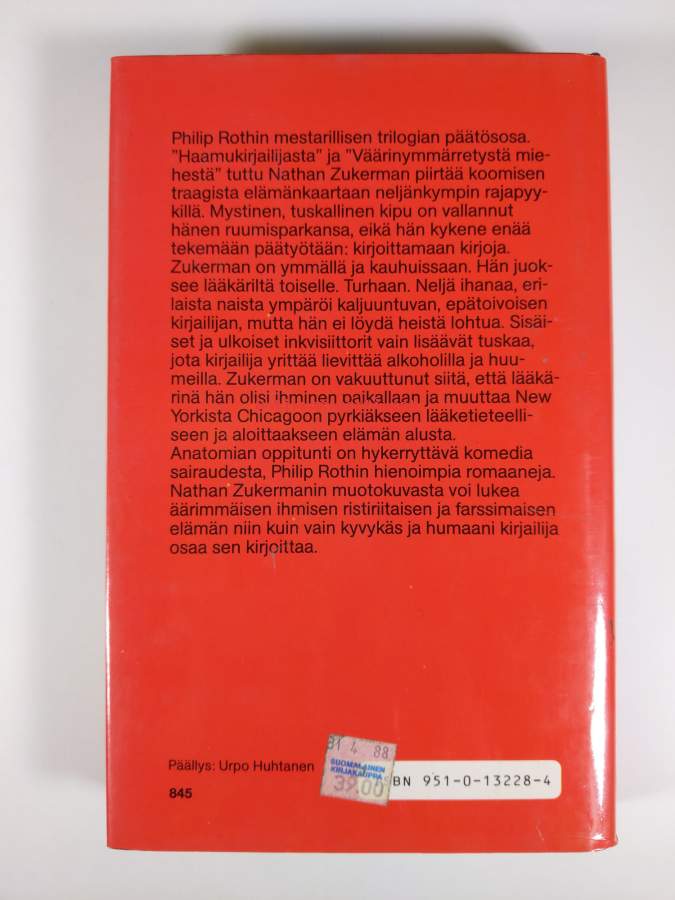 Philip Rothin mestarillisen trilogian päätösosa.
"Haamukirjailijasta" ja "Väärinymmärretystä mie-
hestä" tuttu Nathan Zukerman piirtää koomisen
traagista elämänkaartaan neljänkympin rajapyy-
killä. Mystinen, tuskallinen kipu on vallannut
hänen ruumisparkansa, eikä hän kykene enää
tekemään päätyötään: kirjoittamaan kirjoja.
Zukerman on ymmällä ja kauhuissaan. Hän juok-
see lääkäriltä toiselle. Turhaan. Neljä ihanaa, eri-
laista naista ympäröi kaljuuntuvan, epätoivoisen
kirjailijan, mutta hän ei löydä heistä lohtua. Sisäi-
set ja ulkoiset inkvisiittorit vain lisäävät tuskaa,
jota kirjailija yrittää lievittää alkoholilla ja huu-
meilla. Zukerman on vakuuttunut siitä, että lääkä-
rinä hän olisi ihminen paikallaan ja muuttaa New
Yorkista Chicagoon pyrkiäkseen lääketieteelli-
seen ja aloittaakseen elämän alusta.
Anatomian oppitunti on hykerryttävä komedia
sairaudesta, Philip Rothin hienoimpia romaaneja.
Nathan Zukermanin muotokuvasta voi lukea
äärimmäisen ihmisen ristiriitaisen ja farssimaisen
elämän niin kuin vain kyvykäs ja humaani kirjailija
osaa sen kirjoittaa.
Päällys: Urpo Huhtanen
845
31 4 88
SUOMALAINEN
KIRJAKAUPPA
39.00
SBN 951-0-13228-4